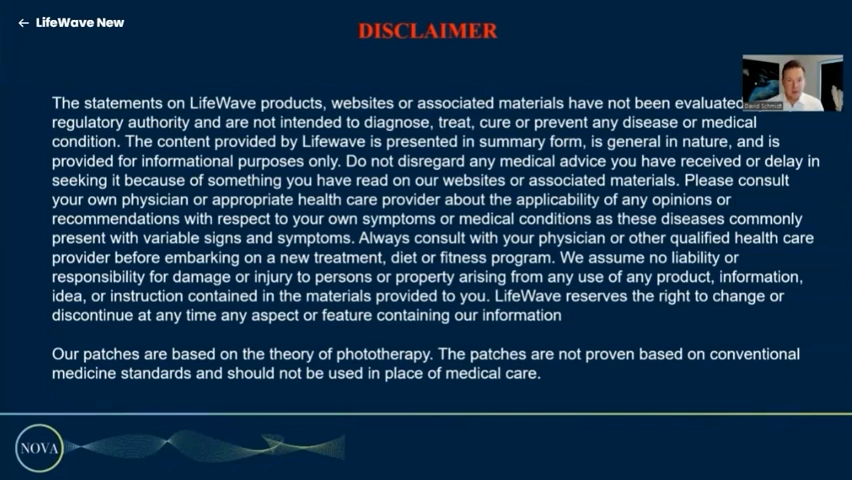 ← LifeWave New
DISCLAIMER
David Schmidt
The statements on LifeWave products, websites or associated materials have not been evaluated
regulatory authority and are not intended to diagnose, treat, cure or prevent any disease or medical
condition. The content provided by Lifewave is presented in summary form, is general in nature, and is
provided for informational purposes only. Do not disregard any medical advice you have received or delay in
seeking it because of something you have read on our websites or associated materials. Please consult
your own physician or appropriate health care provider about the applicability of any opinions or
recommendations with respect to your own symptoms or medical conditions as these diseases commonly
present with variable signs and symptoms. Always consult with your physician or other qualified health care
provider before embarking on a new treatment, diet or fitness program. We assume no liability or
responsibility for damage or injury to persons or property arising from any use of any product, information,
idea, or instruction contained in the materials provided to you. LifeWave reserves the right to change or
discontinue at any time any aspect or feature containing our information
Our patches are based on the theory of phototherapy. The patches are not proven based on conventional
medicine standards and should not be used in place of medical care.
NOVA